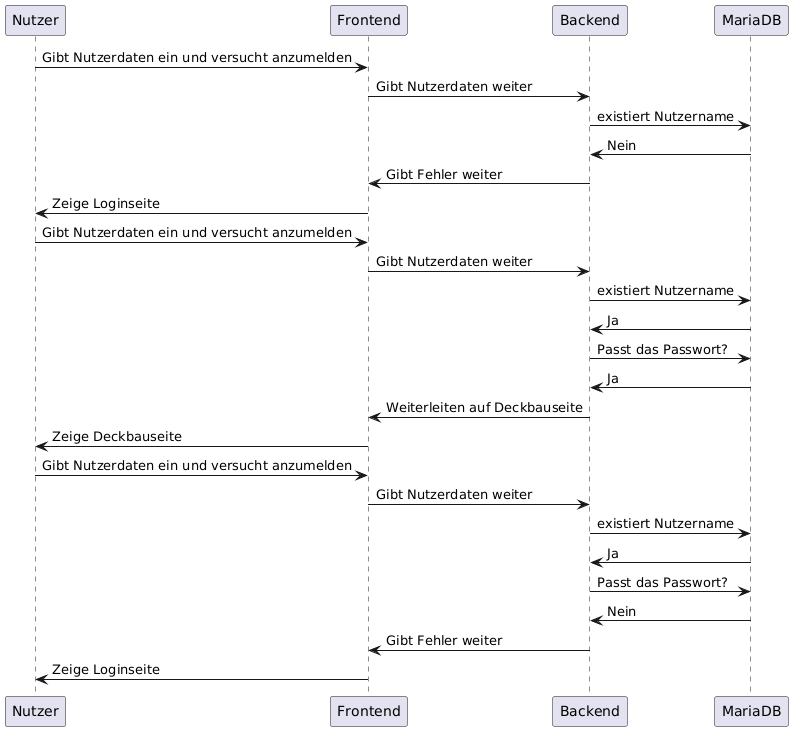 Nutzer Frontend Backend MariaDB
Gibt Nutzerdaten ein und versucht anzumelden
Gibt Nutzerdaten weiter
existiert Nutzername
Nein
Gibt Fehler weiter
Zeige Loginseite
Gibt Nutzerdaten ein und versucht anzumelden
Gibt Nutzerdaten weiter
existiert Nutzername
Ja
Passt das Passwort?
Ja
Weiterleiten auf Deckbauseite
Zeige Deckbauseite
Gibt Nutzerdaten ein und versucht anzumelden
Gibt Nutzerdaten weiter
existiert Nutzername
Ja
Passt das Passwort?
Nein
Gibt Fehler weiter
Zeige Loginseite
Nutzer Frontend Backend MariaDB